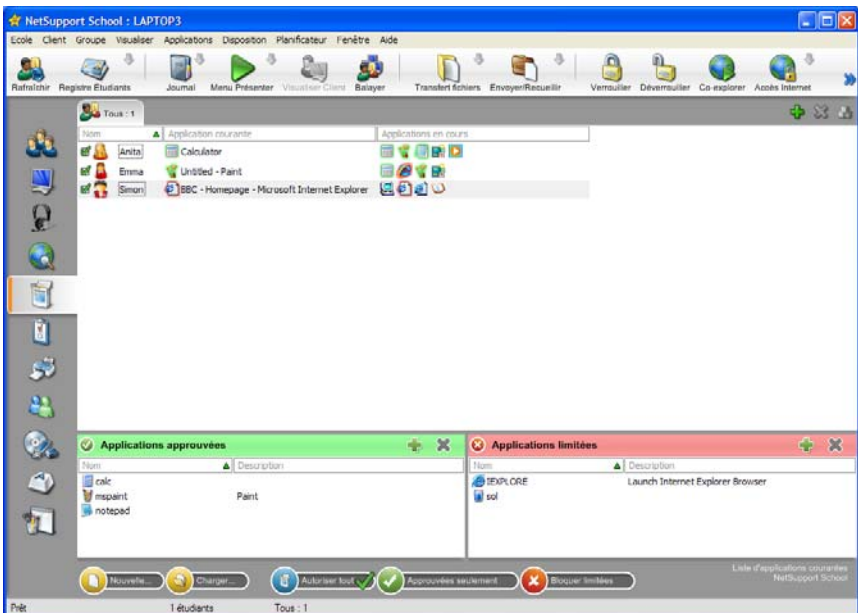 NetSupport School : LAPTOP3
Ecole Client Groupe Visualiser Applications Disposition Planificateur Fenêtre Aide
Rafraîchir Registre Etudiants Journal Menu Présenter Visualiser Client Balayer Transfert fichiers Envoyer/Recueillir Verrouiller Déverrouiller Co-explorer Accès Internet
Tous : 1
Nom Application courante Applications en cours
Anita Calculator
Emma Untitled - Paint
Simon BBC - Homepage - Microsoft Internet Explorer
Applications approuvées
Nom Description
calc
mspaint Paint
notepad
Applications limitées
Nom Description
IEXPLORE Launch Internet Explorer Browser
sol
Nouvelle... Charger... Autoriser tout Approuvées seulement Bloquer limitées
Liste d'applications courantes
NetSupport School
Prêt 1 étudiants Tous : 1